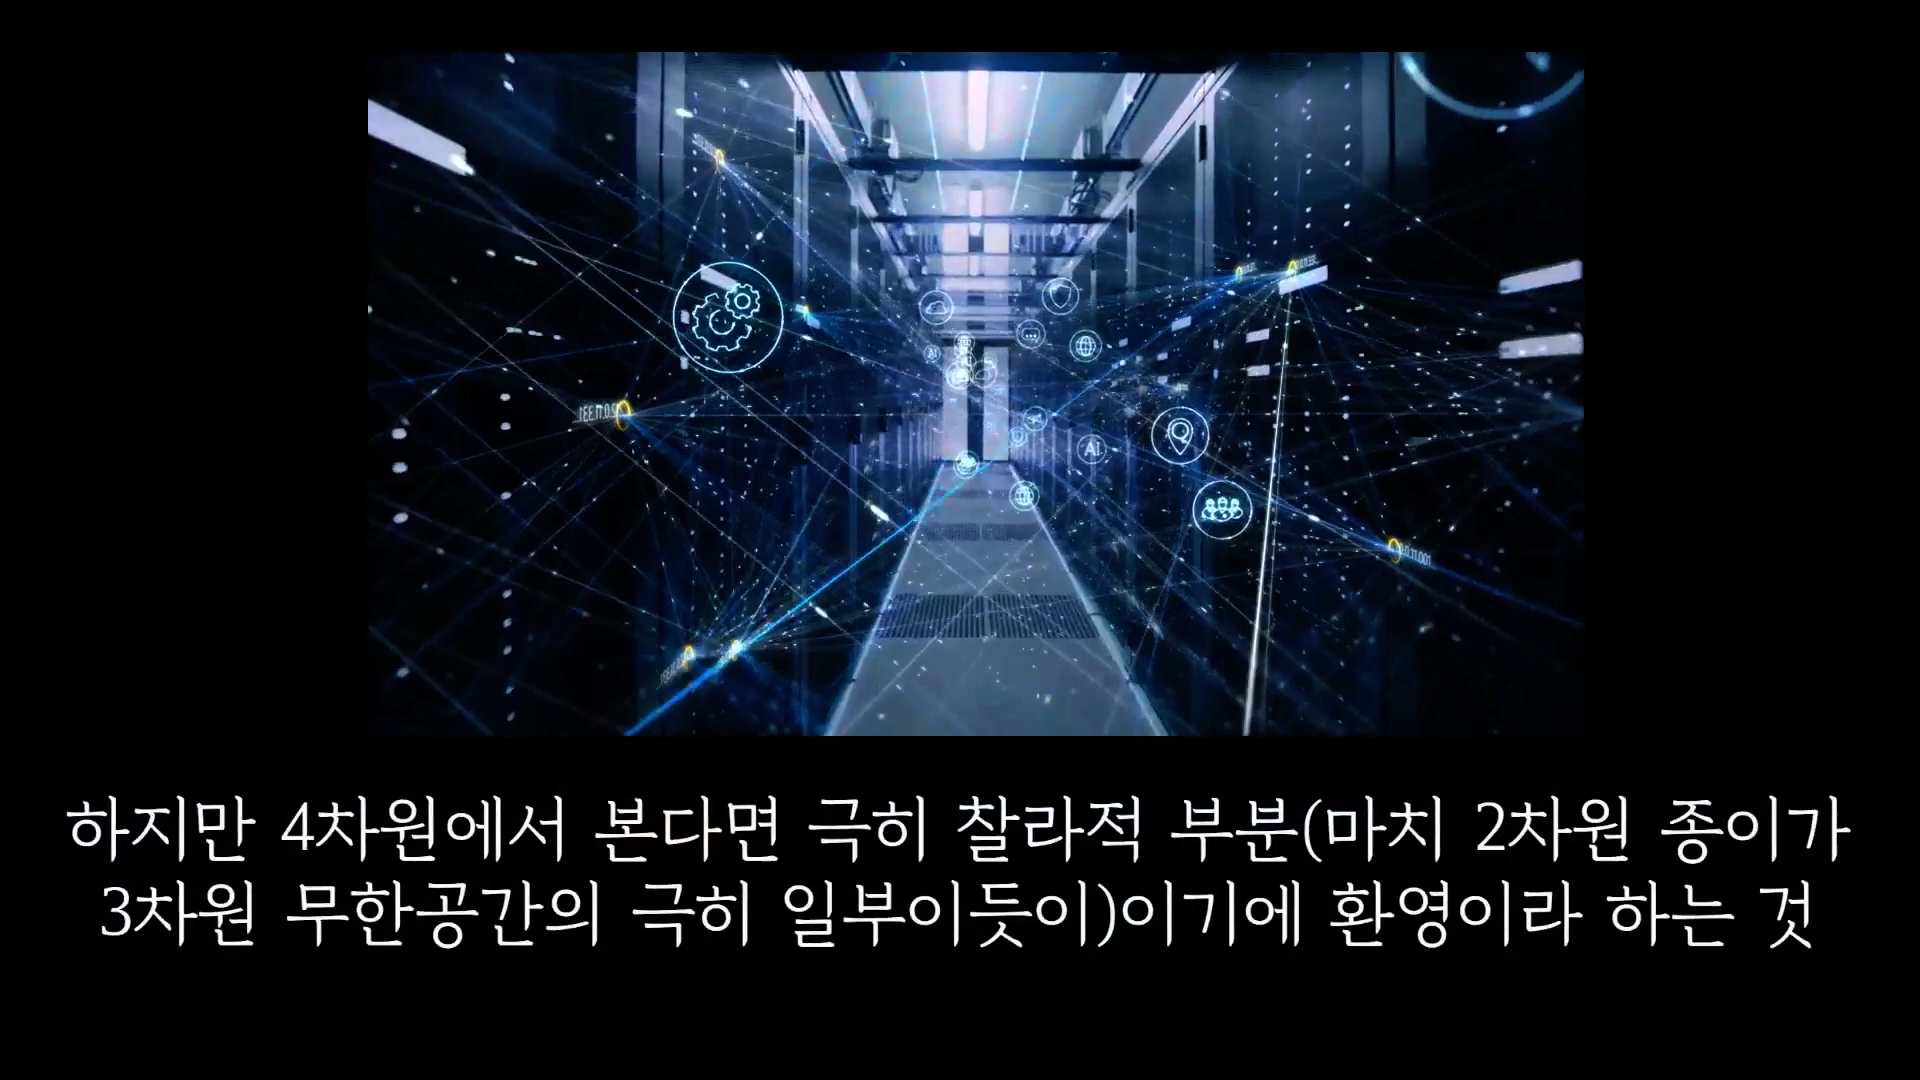 AI
하지만 4차원에서 본다면 극히 찰라적 부분(마치 2차원 종이가
3차원 무한공간의 극히 일부이듯이)이기에 환영이라 하는 것